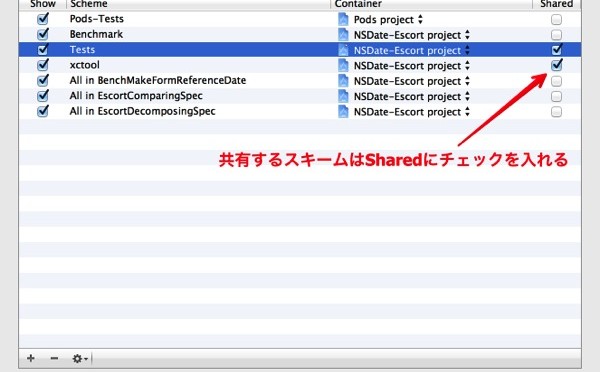 Show Scheme Container Shared
Pods-Tests Pods project
Benchmark NSDate-Escort project
Tests NSDate-Escort project
xctool NSDate-Escort project
All in BenchMakeFormReferenceDate NSDate-Escort project
All in EscortComparingSpec NSDate-Escort project
All in EscortDecomposingSpec NSDate-Escort project
共有するスキームはSharedにチェックを入れる